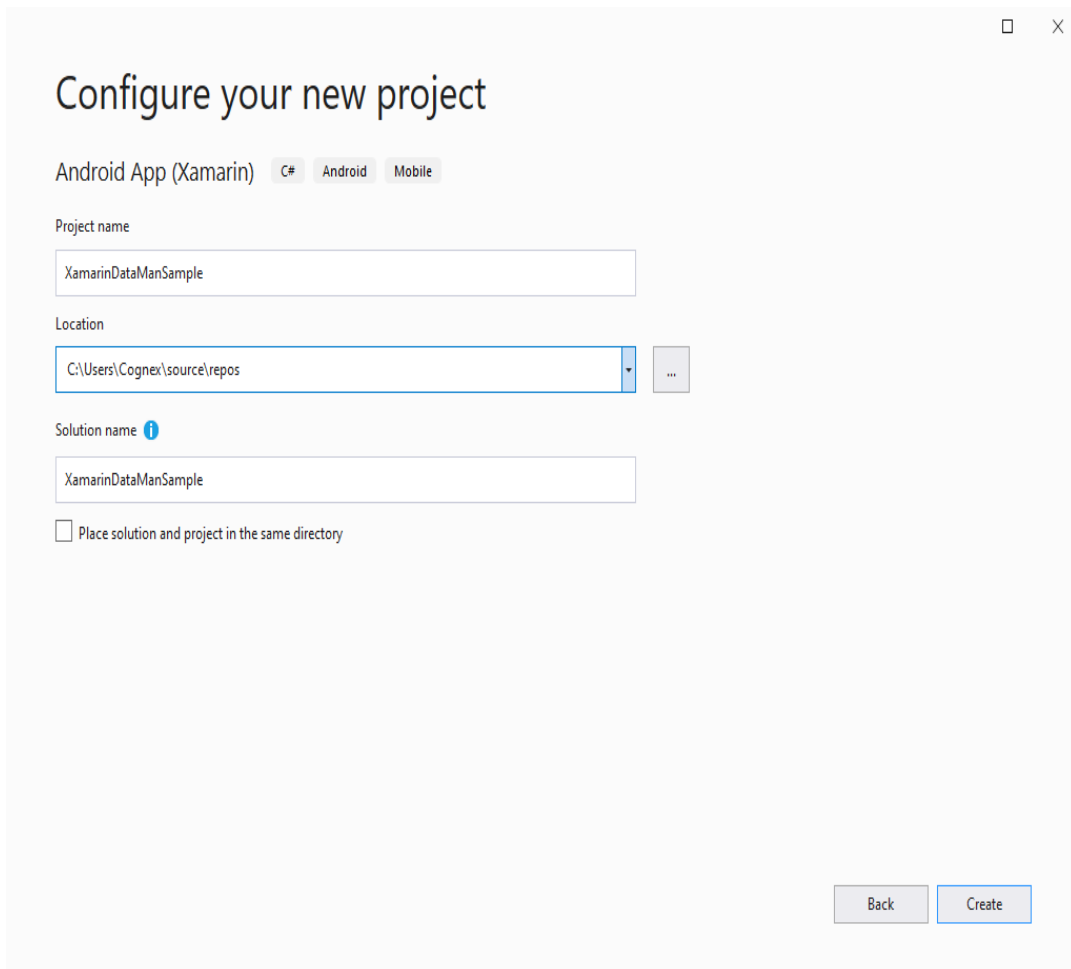 Configure your new project
Android App (Xamarin) C# Android Mobile
Project name
XamarinDataManSample
Location
C:\Users\Cognex\source\repos
...
Solution name
XamarinDataManSample
Place solution and project in the same directory
Back Create